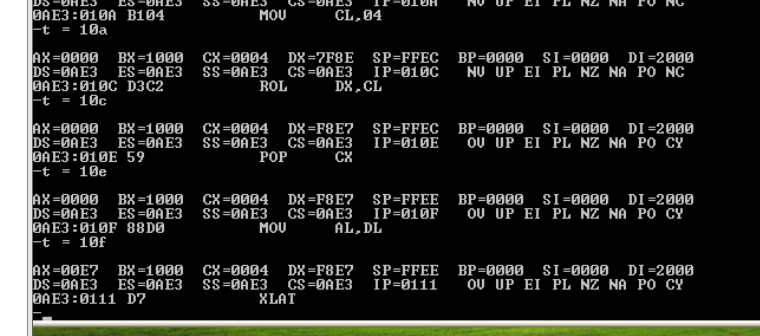 DS=0AE3  ES=0AE3  SS=0AE3  CS=0AE3  IP=010A   NV UP EI PL NZ NA PO NC
0AE3:010A B104          MOV     CL,04
-t = 10a

AX=0000  BX=1000  CX=0004  DX=7F8E  SP=FFEC  BP=0000  SI=0000  DI=2000
DS=0AE3  ES=0AE3  SS=0AE3  CS=0AE3  IP=010C   NV UP EI PL NZ NA PO NC
0AE3:010C D3C2          ROL     DX,CL
-t = 10c

AX=0000  BX=1000  CX=0004  DX=F8E7  SP=FFEC  BP=0000  SI=0000  DI=2000
DS=0AE3  ES=0AE3  SS=0AE3  CS=0AE3  IP=010E   OV UP EI PL NZ NA PO CY
0AE3:010E 59            POP     CX
-t = 10e

AX=0000  BX=1000  CX=0004  DX=F8E7  SP=FFEE  BP=0000  SI=0000  DI=2000
DS=0AE3  ES=0AE3  SS=0AE3  CS=0AE3  IP=010F   OV UP EI PL NZ NA PO CY
0AE3:010F 88D0          MOV     AL,DL
-t = 10f

AX=00E7  BX=1000  CX=0004  DX=F8E7  SP=FFEE  BP=0000  SI=0000  DI=2000
DS=0AE3  ES=0AE3  SS=0AE3  CS=0AE3  IP=0111   OV UP EI PL NZ NA PO CY
0AE3:0111 D7            XLAT
-